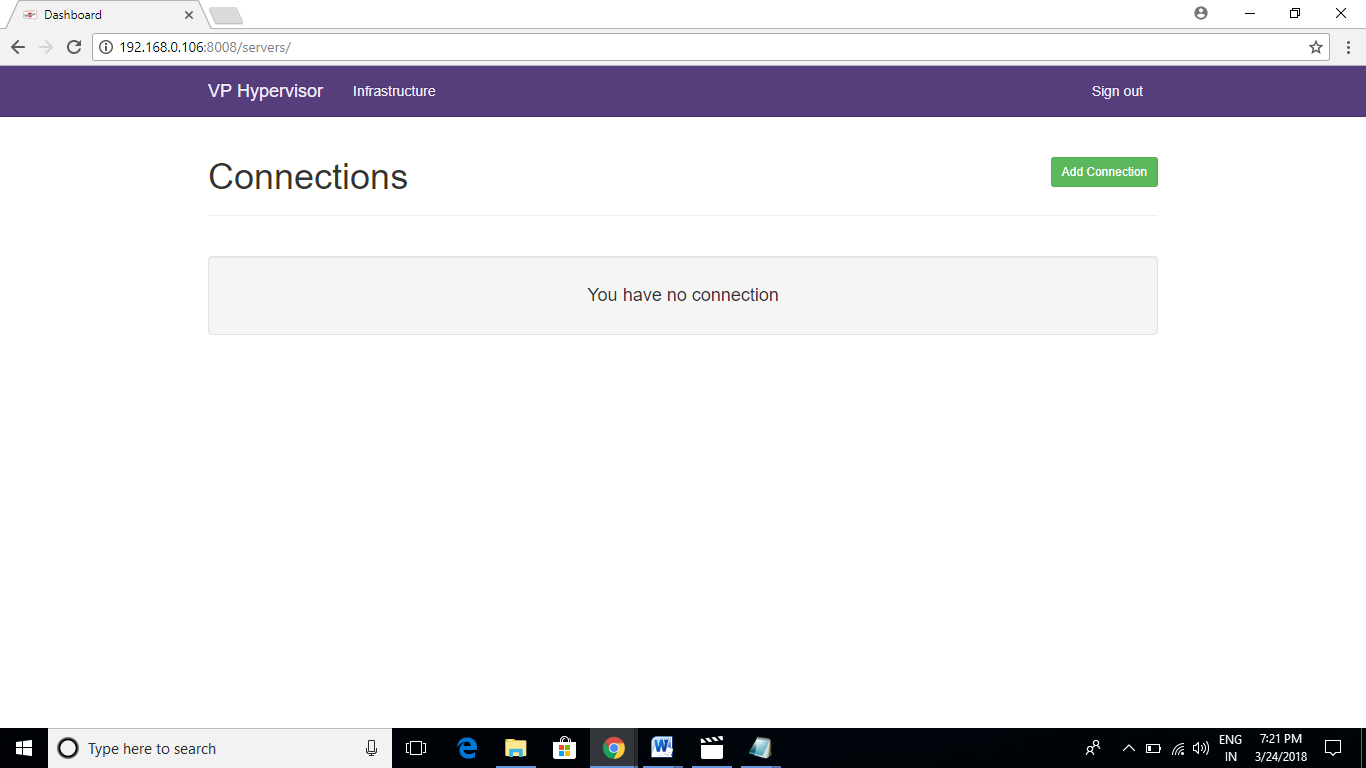 Dashboard
192.168.0.106:8008/servers/
VP Hypervisor Infrastructure Sign out
Connections Add Connection
You have no connection
Type here to search ENG 7:21 PM
IN 3/24/2018